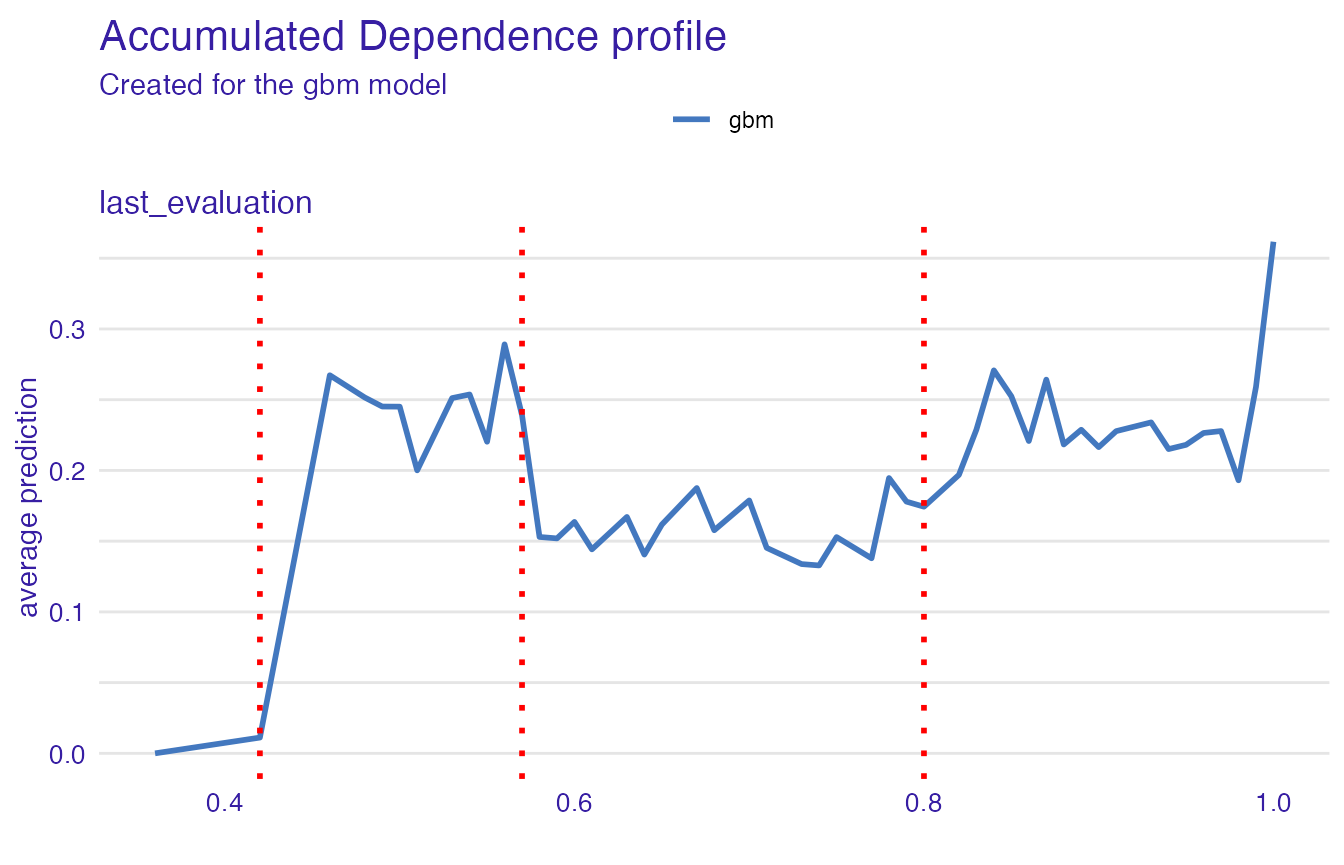 Accumulated Dependence profile
Created for the gbm model
gbm
last_evaluation
average prediction
0.3
0.2
0.1
0.0
0.4 0.6 0.8 1.0